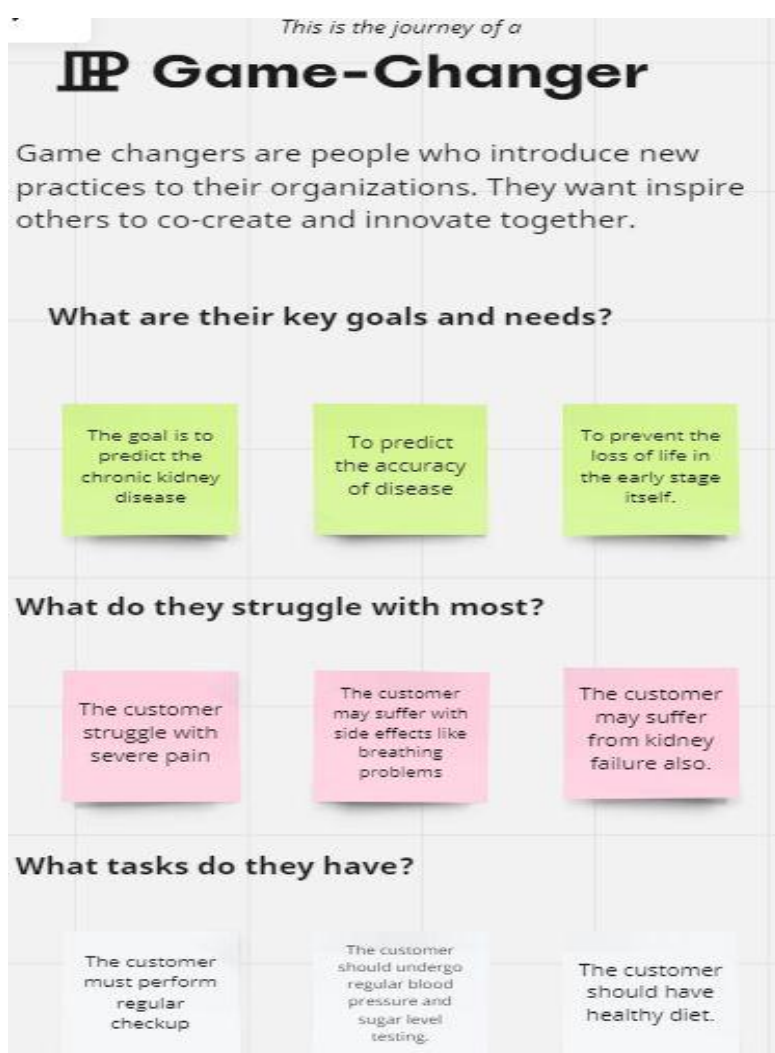 This is the journey of a
Game-Changer
Game changers are people who introduce new
practices to their organizations. They want inspire
others to co-create and innovate together.
What are their key goals and needs?
The goal is to
predict the
chronic kidney
disease
To predict
the accuracy
of disease
To prevent the
loss of life in
the early stage
itself.
What do they struggle with most?
The customer
struggle with
severe pain
The customer
may suffer with
side effects like
breathing
problems
The customer
may suffer
from kidney
failure also.
What tasks do they have?
The customer
must perform
regular
checkup
The customer
should undergo
regular blood
pressure and
sugar level
testing.
The customer
should have
healthy diet.